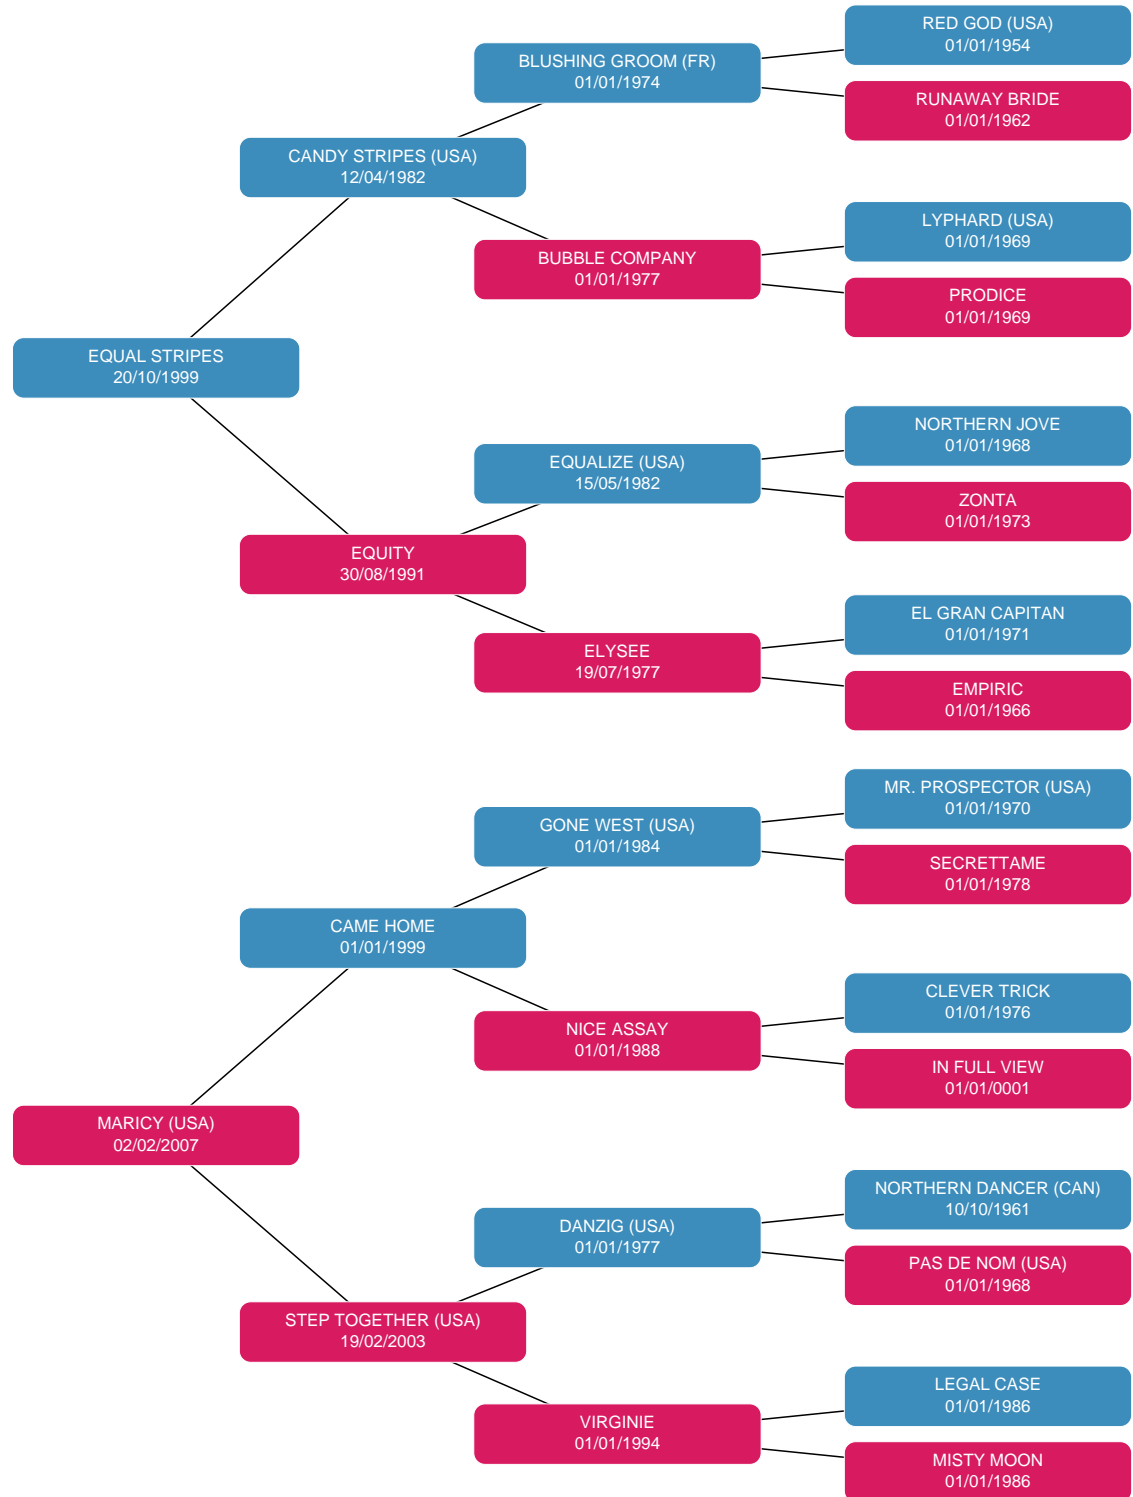 RED GOD (USA)
01/01/1954
BLUSHING GROOM (FR)
01/01/1974
RUNAWAY BRIDE
01/01/1962
CANDY STRIPES (USA)
12/04/1982
LYPHARD (USA)
01/01/1969
BUBBLE COMPANY
01/01/1977
PRODICE
01/01/1969
EQUAL STRIPES
20/10/1999
NORTHERN JOVE
01/01/1968
EQUALIZE (USA)
15/05/1982
ZONTA
01/01/1973
EQUITY
30/08/1991
EL GRAN CAPITAN
01/01/1971
ELYSEE
19/07/1977
EMPIRIC
01/01/1966
MR. PROSPECTOR (USA)
01/01/1970
GONE WEST (USA)
01/01/1984
SECRETTAME
01/01/1978
CAME HOME
01/01/1999
CLEVER TRICK
01/01/1976
NICE ASSAY
01/01/1988
IN FULL VIEW
01/01/0001
MARICY (USA)
02/02/2007
NORTHERN DANCER (CAN)
10/10/1961
DANZIG (USA)
01/01/1977
PAS DE NOM (USA)
01/01/1968
STEP TOGETHER (USA)
19/02/2003
LEGAL CASE
01/01/1986
VIRGINIE
01/01/1994
MISTY MOON
01/01/1986